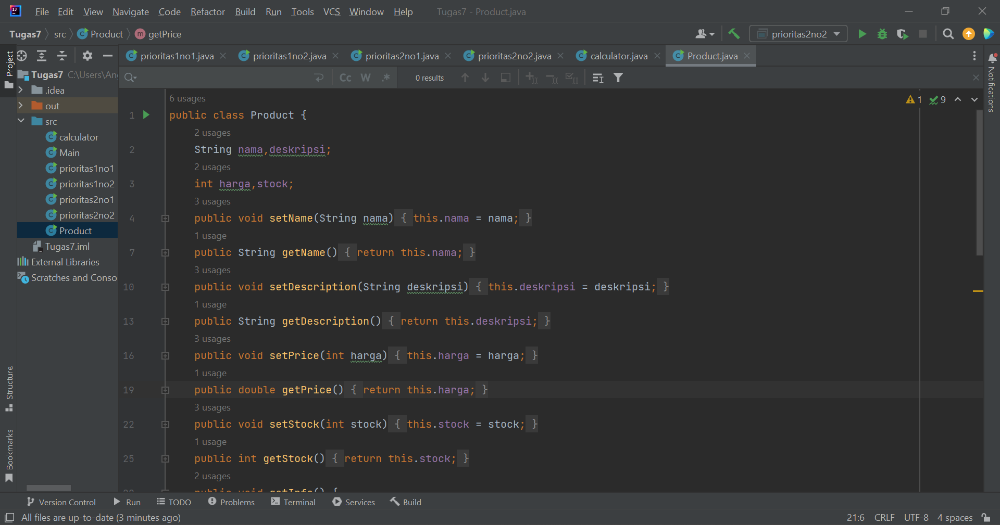 File Edit View Navigate Code Refactor Build Run Tools VCS Window Help Tugas7 - Product.java
Tugas7 src Product m getPrice prioritas2no2
Project
prioritas1no1.java prioritas1no2.java prioritas2no1.java prioritas2no2.java calculator.java Product.java
Tugas7 C:\Users\An
.idea
out
src
calculator
Main
prioritas1no1
prioritas1no2
prioritas2no1
prioritas2no2
Product
Tugas7.iml
External Libraries
Scratches and Conso
Cc W .* 0 results
1 9
6 usages
1 public class Product {
2 usages
2 String nama,deskripsi;
2 usages
3 int harga,stock;
3 usages
4 public void setName(String nama) { this.nama = nama; }
1 usage
7 public String getName() { return this.nama; }
3 usages
10 public void setDescription(String deskripsi) { this.deskripsi = deskripsi; }
1 usage
13 public String getDescription() { return this.deskripsi; }
3 usages
16 public void setPrice(int harga) { this.harga = harga; }
1 usage
19 public double getPrice() { return this.harga; }
3 usages
22 public void setStock(int stock) { this.stock = stock; }
1 usage
25 public int getStock() { return this.stock; }
2 usages
public void getInfo() {
Notifications
Structure
Bookmarks
Version Control Run TODO Problems Terminal Services Build
All files are up-to-date (3 minutes ago) 21:6 CRLF UTF-8 4 spaces